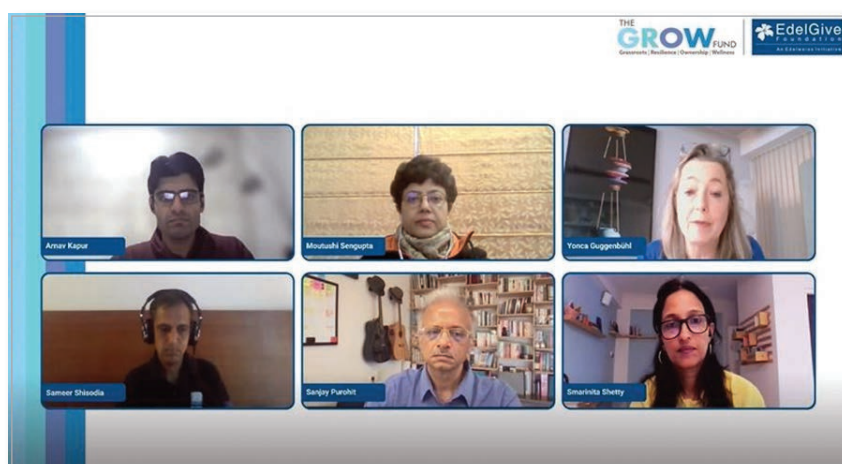 THE
GROW FUND
Grassroots | Resilience | Ownership | Wellness
EdelGive
Foundation
An Edelweiss Initiative
Arnav Kapur
Moutushi Sengupta
Yonca Guggenbühl
Sameer Shisodia
Sanjay Purohit
Smarinita Shetty